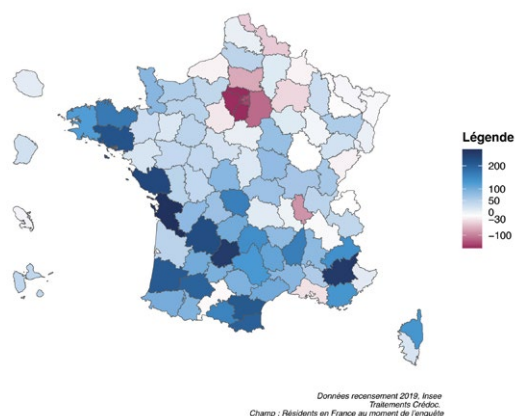 Légende
200
100
30
0
−30
−100
Données recensement 2019, Insee
Traitements Crédoc.
Champ : Résidents en France au moment de l'enquête